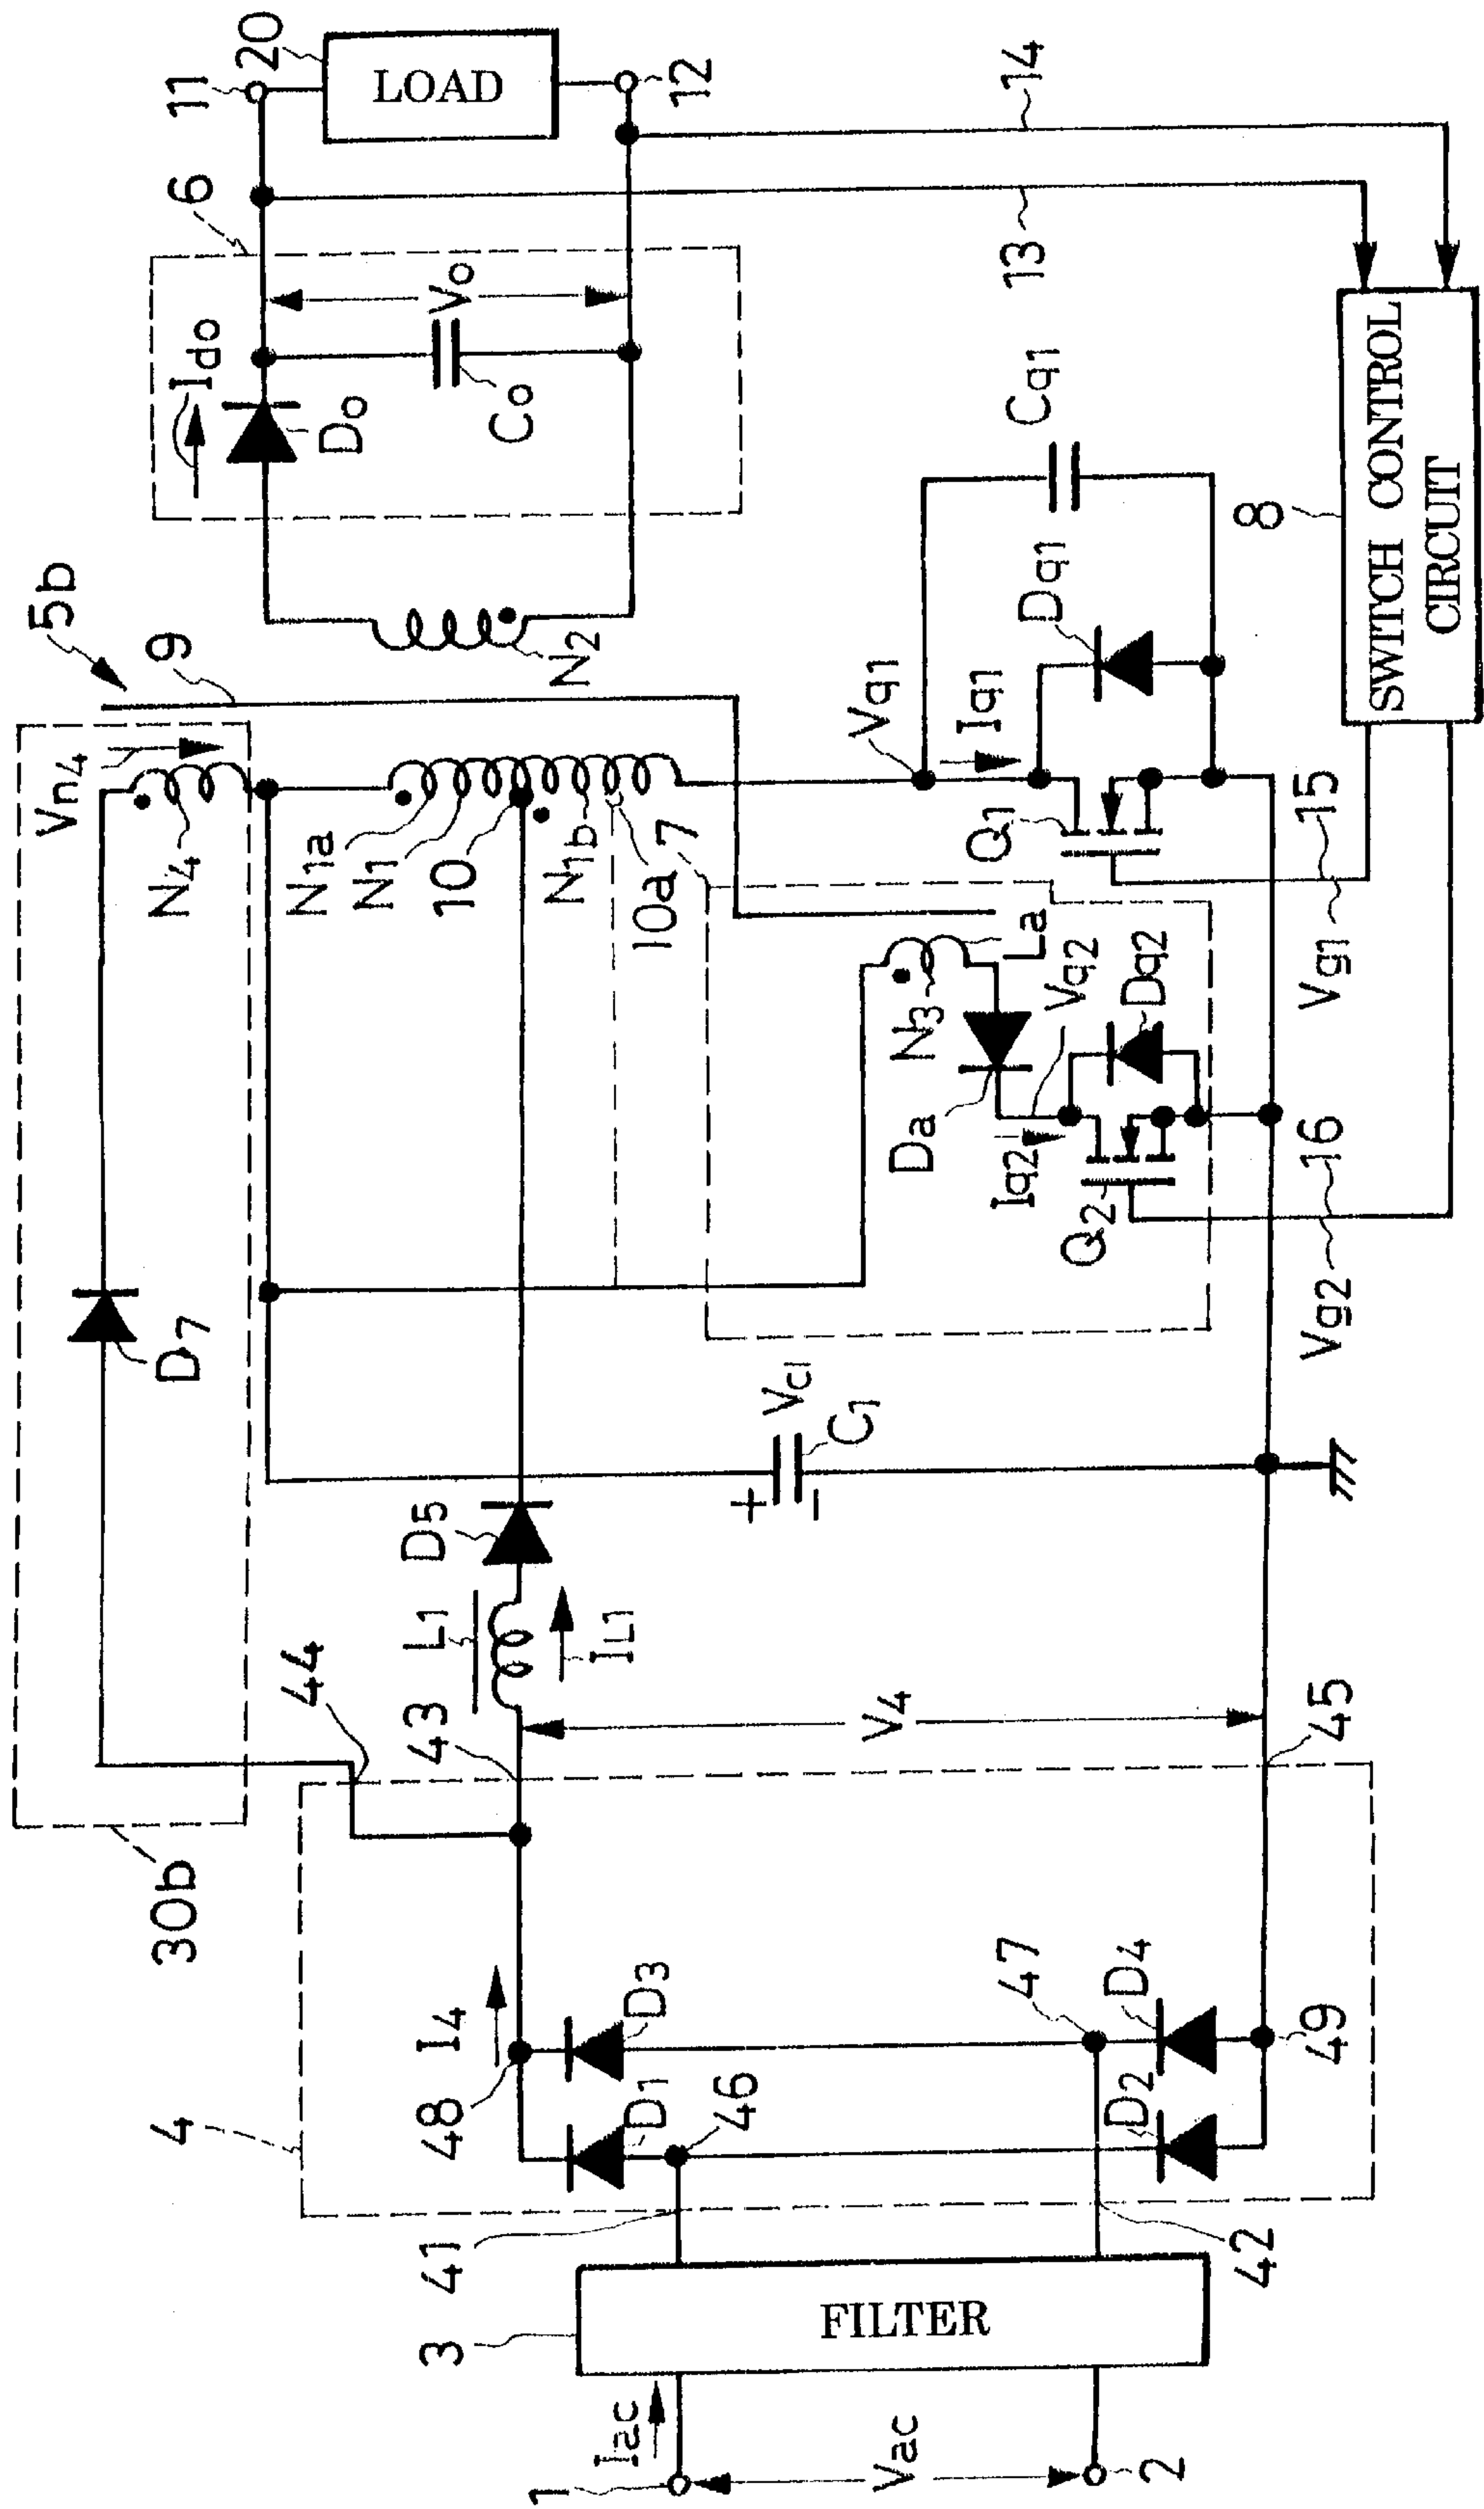 5b
Vn4
N4
D7
30b
44
9
N1a
N1
10
N1b
10a
7
N2
6
Ido
Do
Co
Vo
11
20
LOAD
12
13
14
8
SWITCH CONTROL
CIRCUIT
Vq1
Iq1
Dq1
Cq1
Q1
15
Vg1
La
N3
Da
Vq2
Dq2
Iq2
Q2
16
Vg2
Vc1
+
−
C1
D5
L1
IL1
43
V4
45
4
48
I4
D3
D1
46
47
D4
D2
49
41
42
3
FILTER
Iac
1
Vac
2